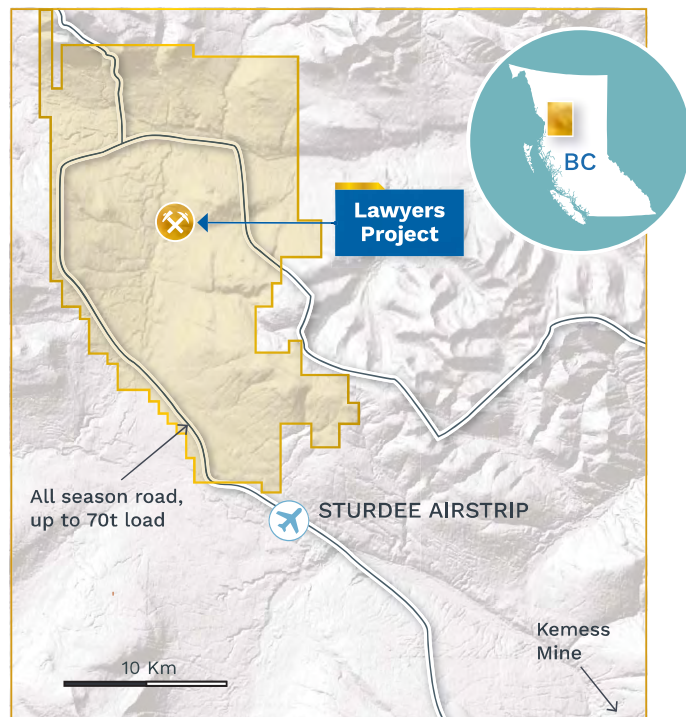 BC
Lawyers
Project
All season road,
up to 70t load
STURDEE AIRSTRIP
Kemess
Mine
10 Km